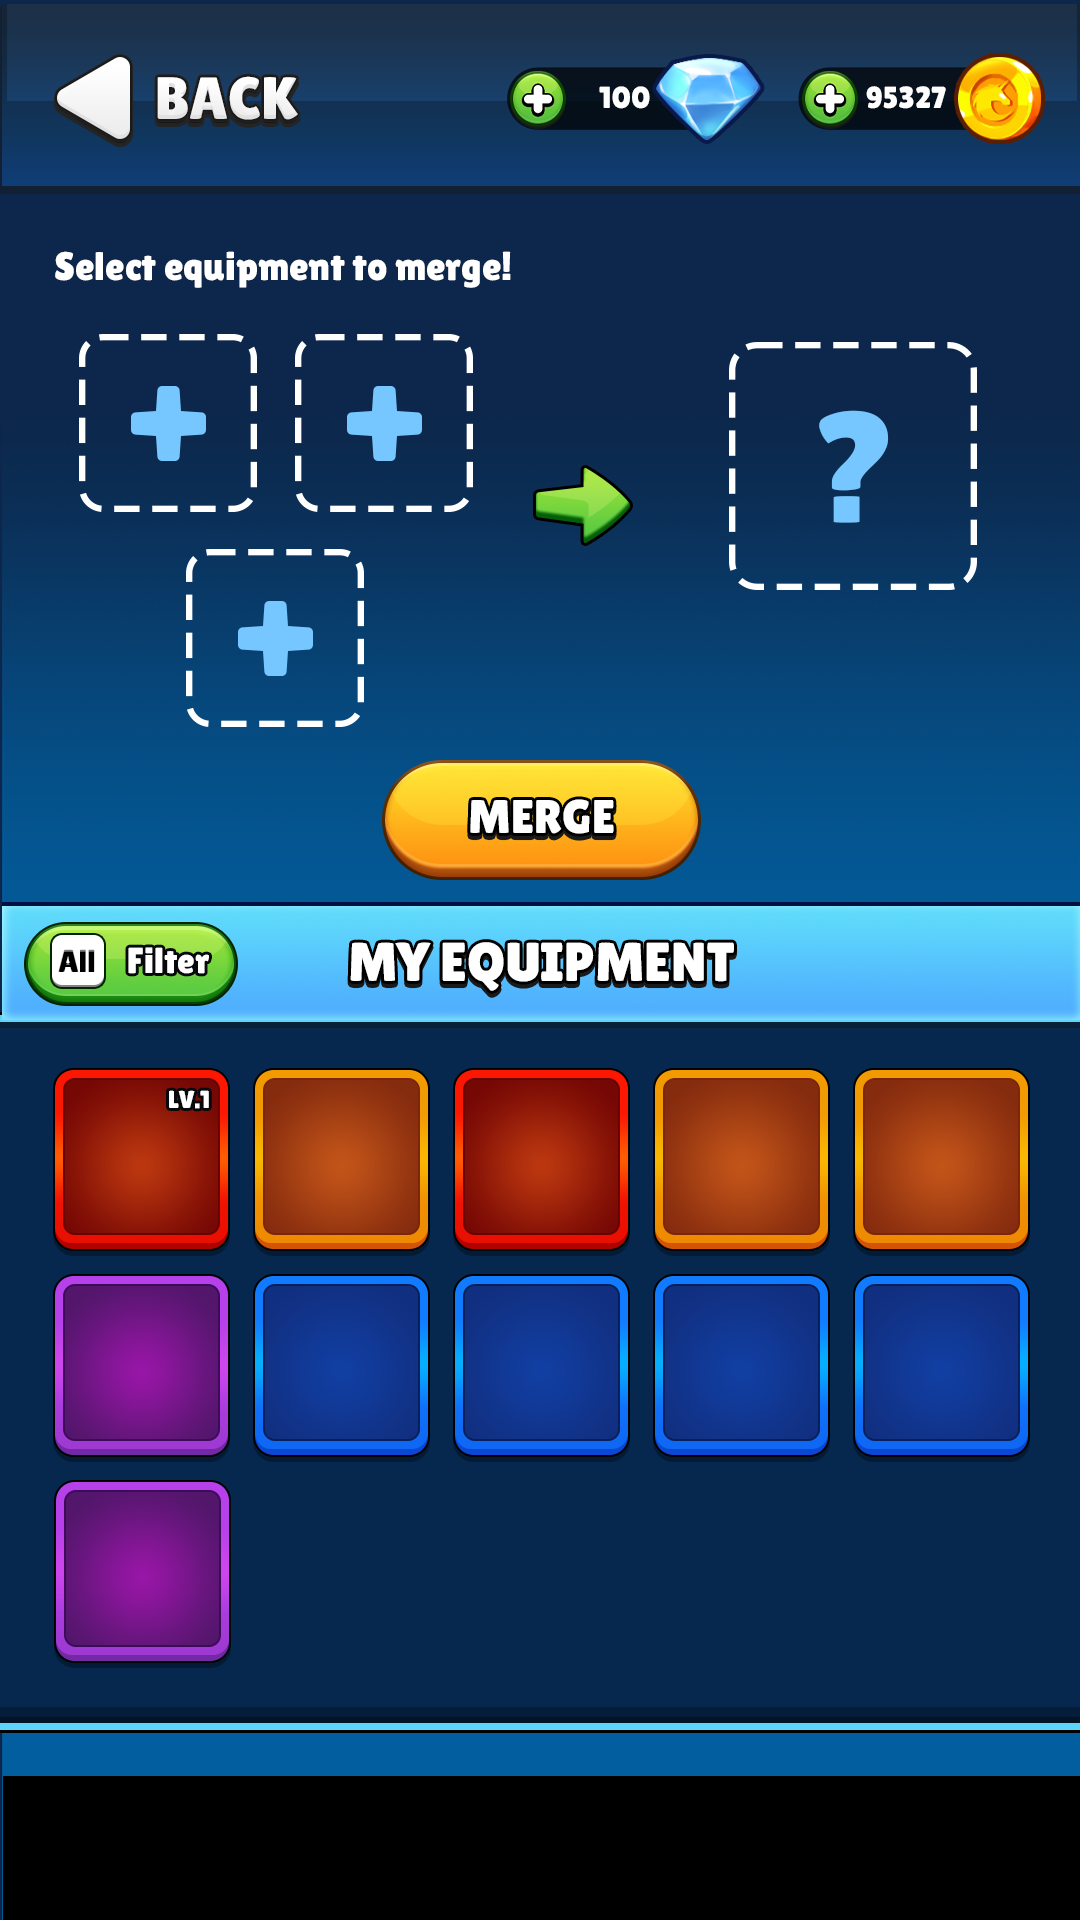 BACK
100
95327
Select equipment to merge!
?
MERGE
All Filter
MY EQUIPMENT
LV.1